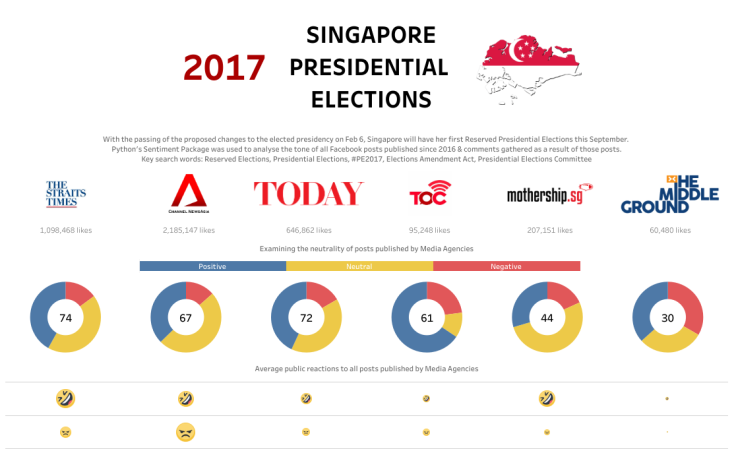 SINGAPORE
2017 PRESIDENTIAL
ELECTIONS
With the passing of the proposed changes to the elected presidency on Feb 6, Singapore will have her first Reserved Presidential Elections this September.
Python's Sentiment Package was used to analyse the tone of all Facebook posts published since 2016 & comments gathered as a result of those posts.
Key search words: Reserved Elections, Presidential Elections, #PE2017, Elections Amendment Act, Presidential Elections Committee
THE
STRAITS
TIMES
CHANNEL NEWSASIA
TODAY
TOC
mothership.sg
THE
MIDDLE
GROUND
1,098,468 likes 2,185,147 likes 646,862 likes 95,248 likes 207,151 likes 60,480 likes
Examining the neutrality of posts published by Media Agencies
Positive Neutral Negative
74 67 72 61 44 30
Average public reactions to all posts published by Media Agencies